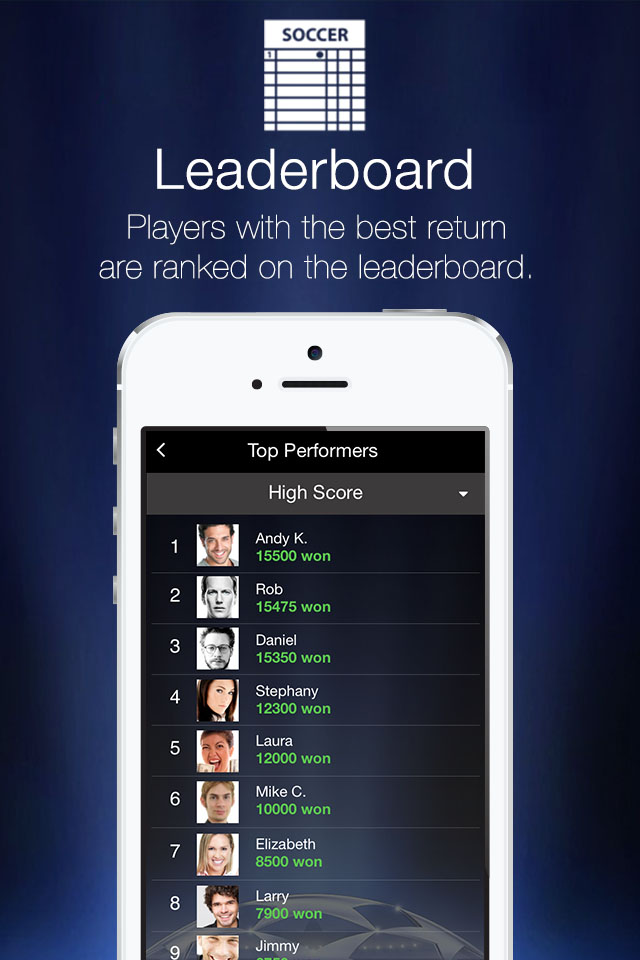 SOCCER
1
Leaderboard
Players with the best return
are ranked on the leaderboard.
Top Performers
High Score
1 Andy K.
15500 won
2 Rob
15475 won
3 Daniel
15350 won
4 Stephany
12300 won
5 Laura
12000 won
6 Mike C.
10000 won
7 Elizabeth
8500 won
8 Larry
7900 won
9 Jimmy